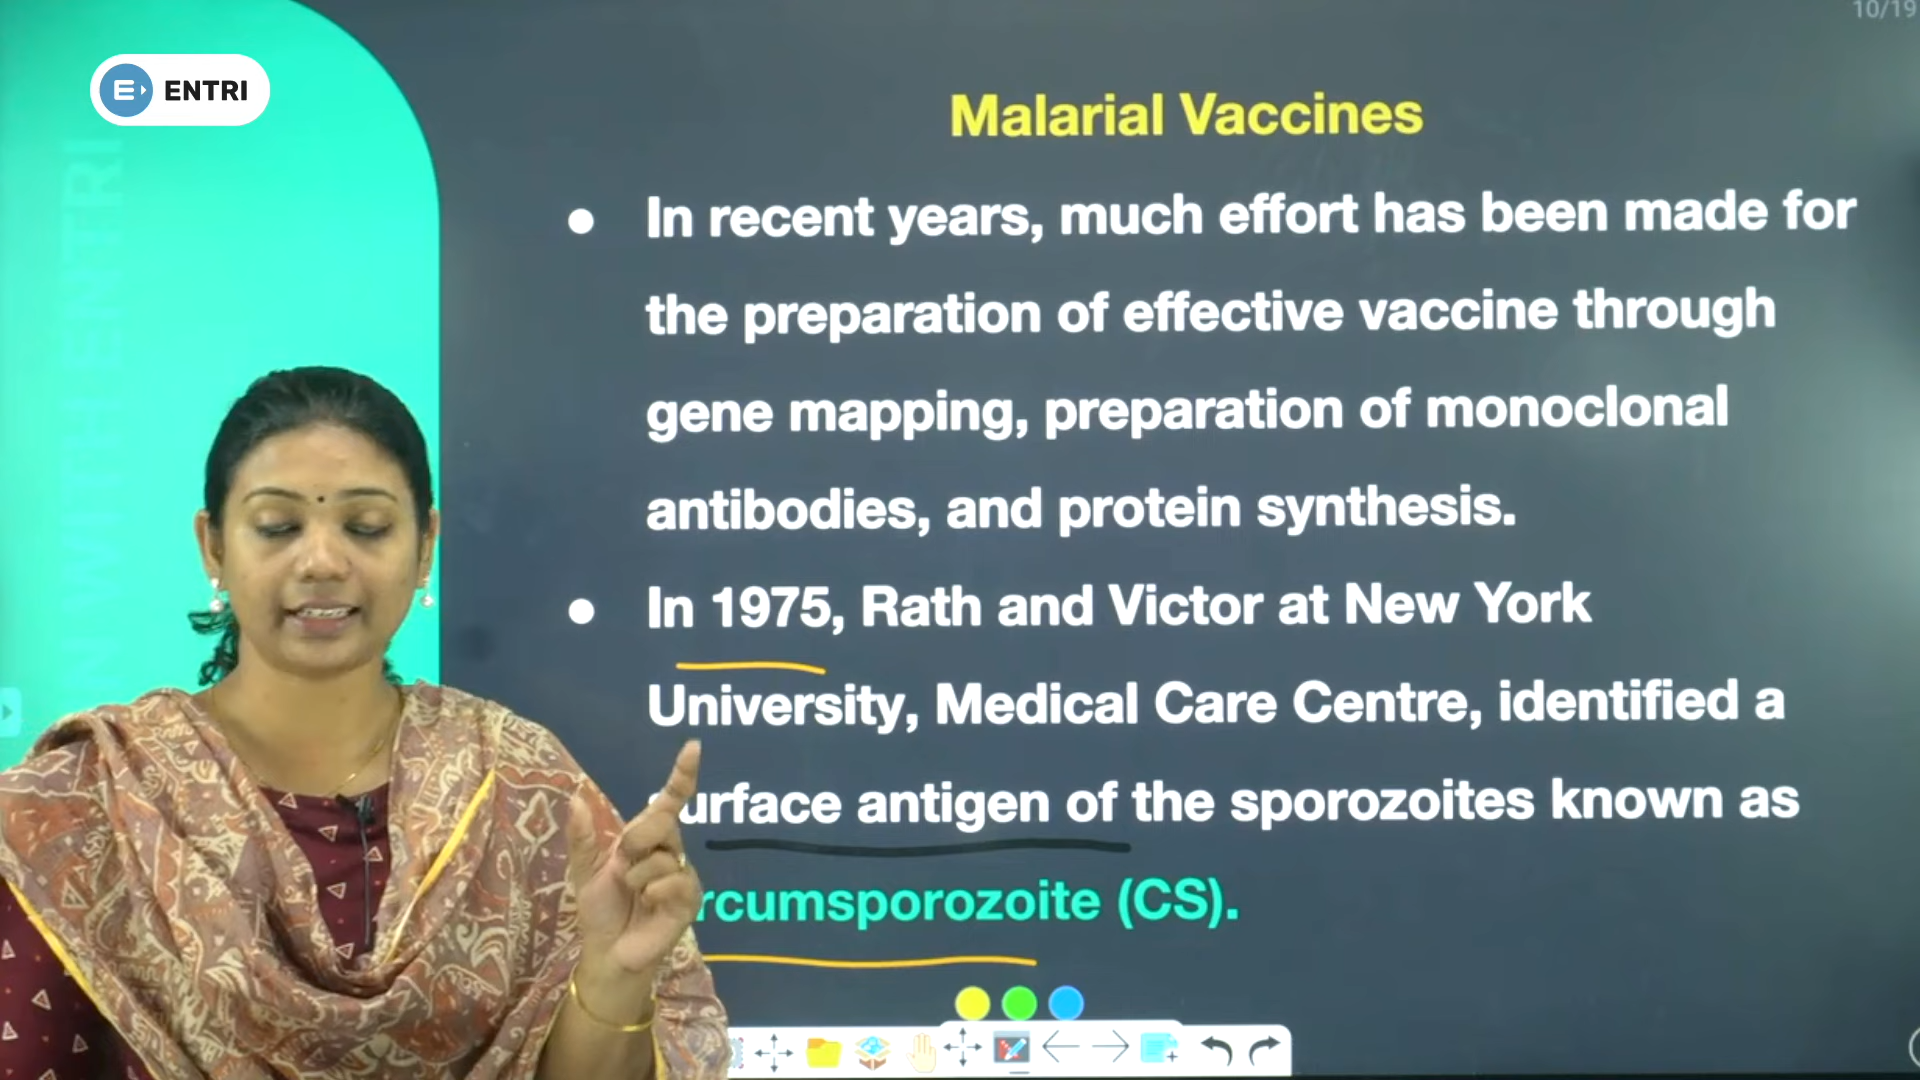 10/19
ENTRI
Malarial Vaccines
● In recent years, much effort has been made for
the preparation of effective vaccine through
gene mapping, preparation of monoclonal
antibodies, and protein synthesis.
● In 1975, Rath and Victor at New York
University, Medical Care Centre, identified a
urface antigen of the sporozoites known as
rcumsporozoite (CS).
N WITH ENTRI